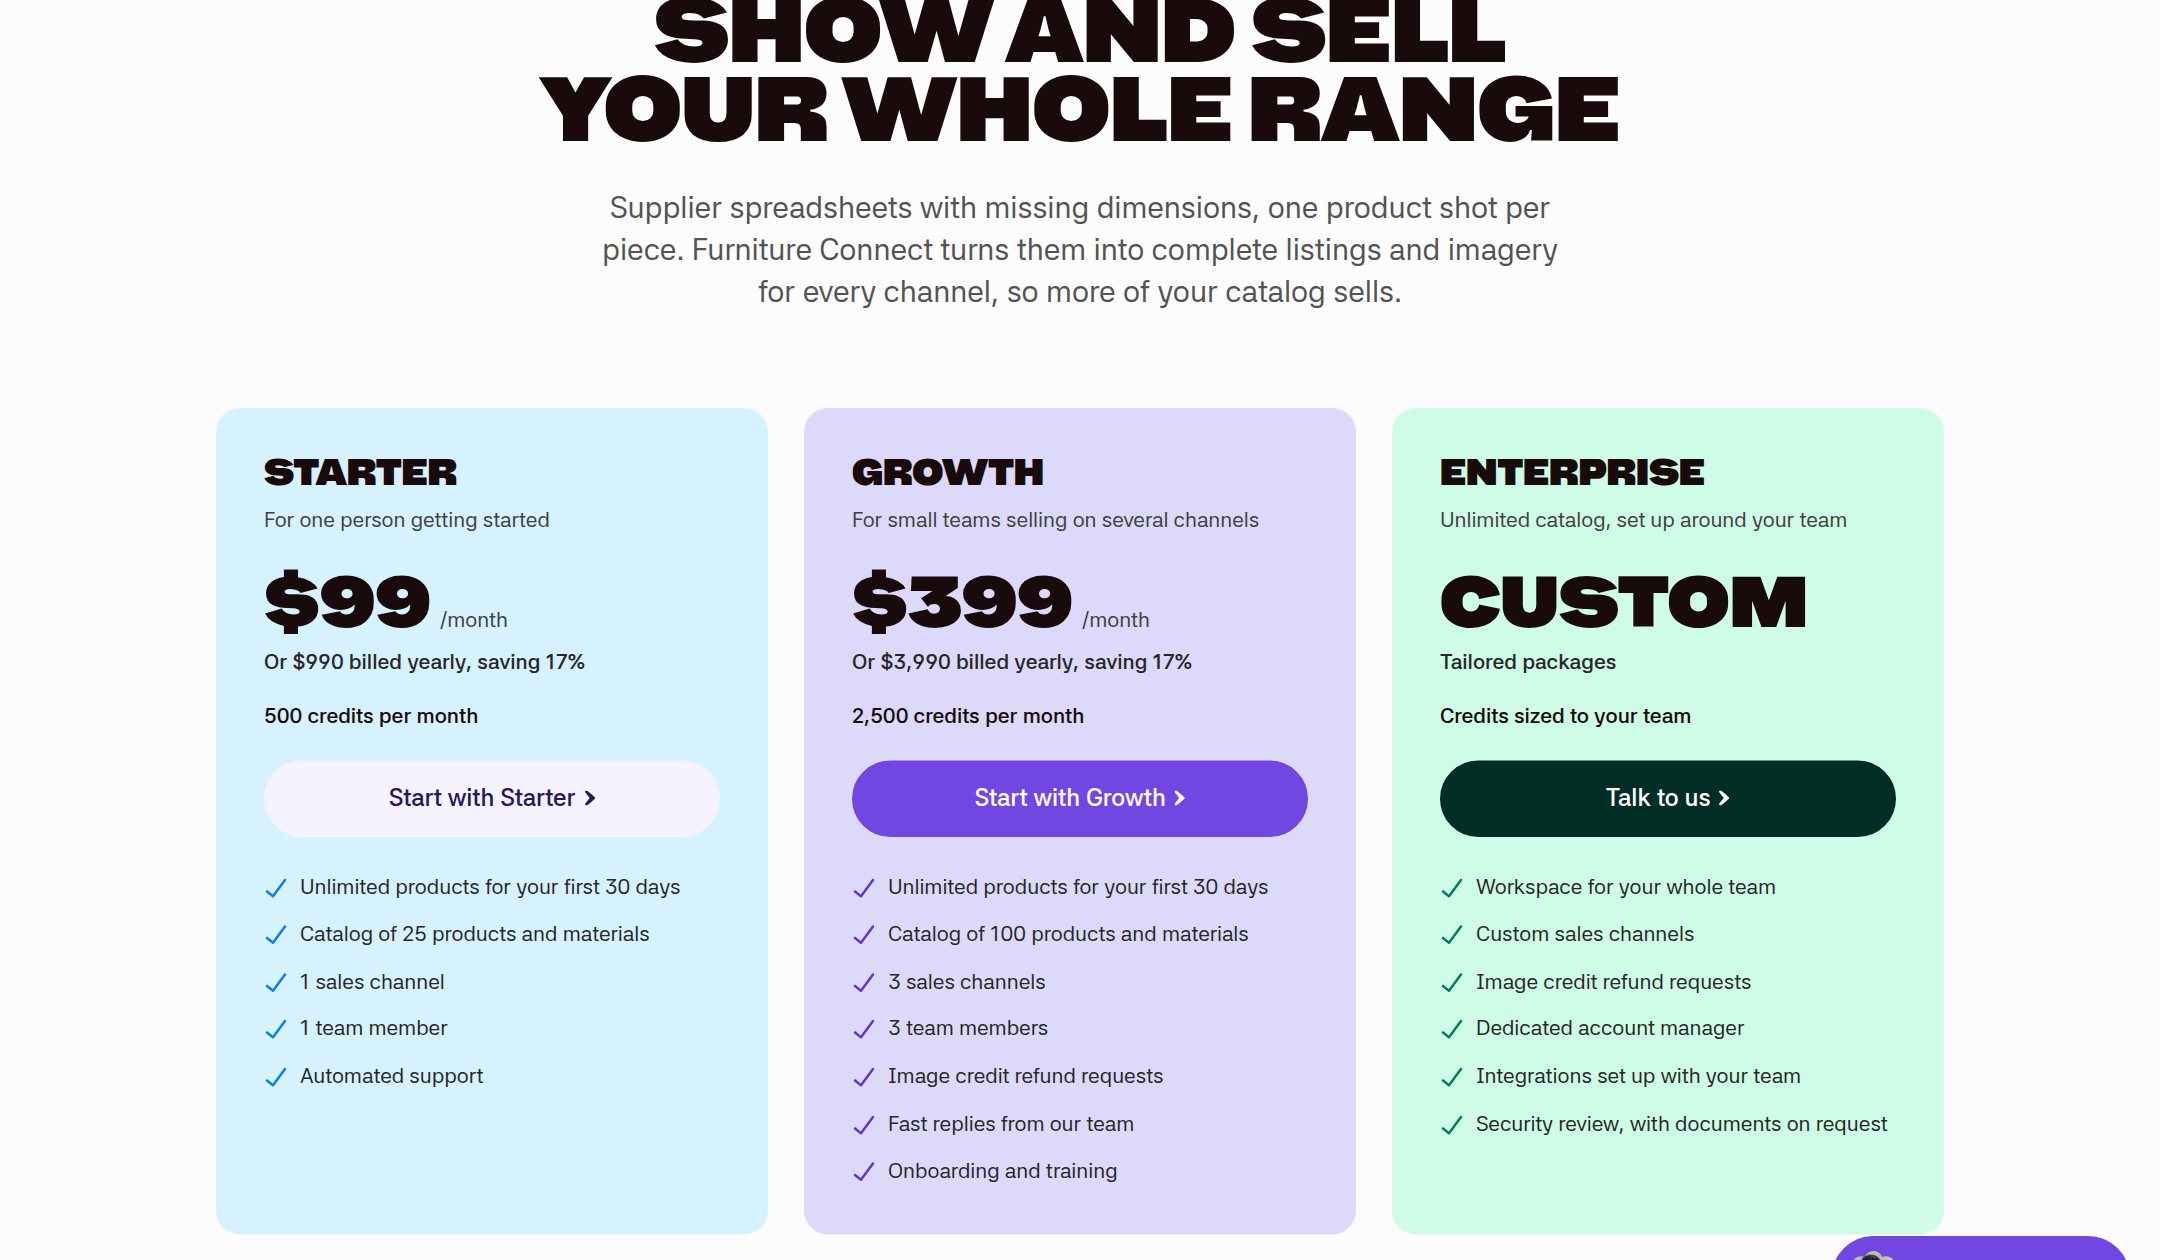 SHOW AND SELL
YOUR WHOLE RANGE
Supplier spreadsheets with missing dimensions, one product shot per
piece. Furniture Connect turns them into complete listings and imagery
for every channel, so more of your catalog sells.
STARTER
For one person getting started
$99 /month
Or $990 billed yearly, saving 17%
500 credits per month
Start with Starter
Unlimited products for your first 30 days
Catalog of 25 products and materials
1 sales channel
1 team member
Automated support
GROWTH
For small teams selling on several channels
$399 /month
Or $3,990 billed yearly, saving 17%
2,500 credits per month
Start with Growth
Unlimited products for your first 30 days
Catalog of 100 products and materials
3 sales channels
3 team members
Image credit refund requests
Fast replies from our team
Onboarding and training
ENTERPRISE
Unlimited catalog, set up around your team
CUSTOM
Tailored packages
Credits sized to your team
Talk to us
Workspace for your whole team
Custom sales channels
Image credit refund requests
Dedicated account manager
Integrations set up with your team
Security review, with documents on request